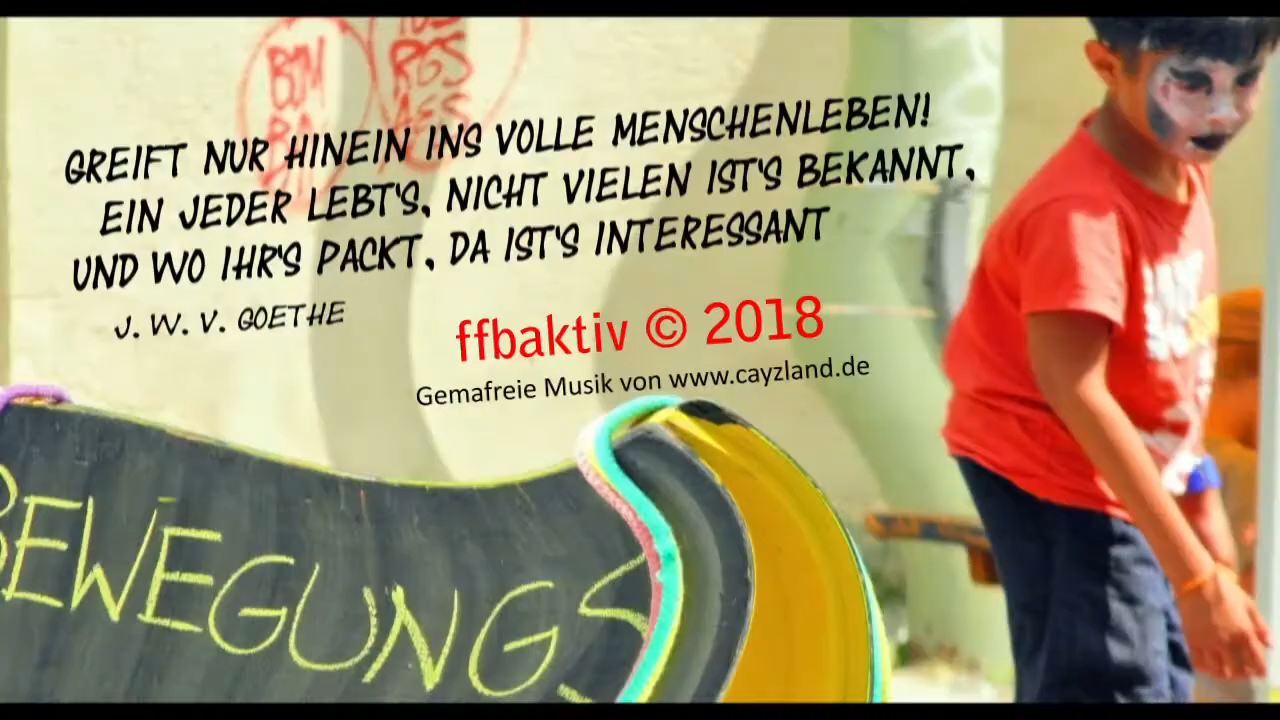 GREIFT NUR HINEIN INS VOLLE MENSCHENLEBEN!
EIN JEDER LEBT'S, NICHT VIELEN IST'S BEKANNT,
UND WO IHR'S PACKT, DA IST'S INTERESSANT
J. W. V. GOETHE
ffbaktiv © 2018
Gemafreie Musik von www.cayzland.de
BEWEGUNGS